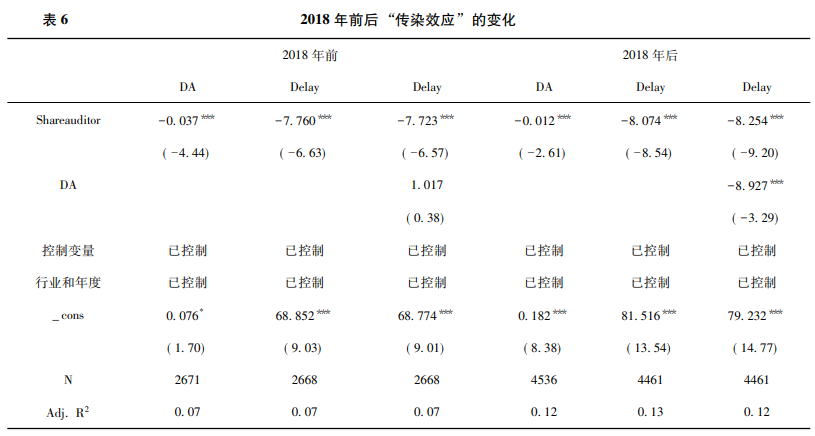 表 6 2018 年前后“传染效应”的变化
2018 年前 2018 年后
DA Delay Delay DA Delay Delay
Shareauditor -0.037*** -7.760*** -7.723*** -0.012*** -8.074*** -8.254***
(-4.44) (-6.63) (-6.57) (-2.61) (-8.54) (-9.20)
DA 1.017 -8.927***
(0.38) (-3.29)
控制变量 已控制 已控制 已控制 已控制 已控制 已控制
行业和年度 已控制 已控制 已控制 已控制 已控制 已控制
_cons 0.076* 68.852*** 68.774*** 0.182*** 81.516*** 79.232***
(1.70) (9.03) (9.01) (8.38) (13.54) (14.77)
N 2671 2668 2668 4536 4461 4461
Adj. R² 0.07 0.07 0.07 0.12 0.13 0.12